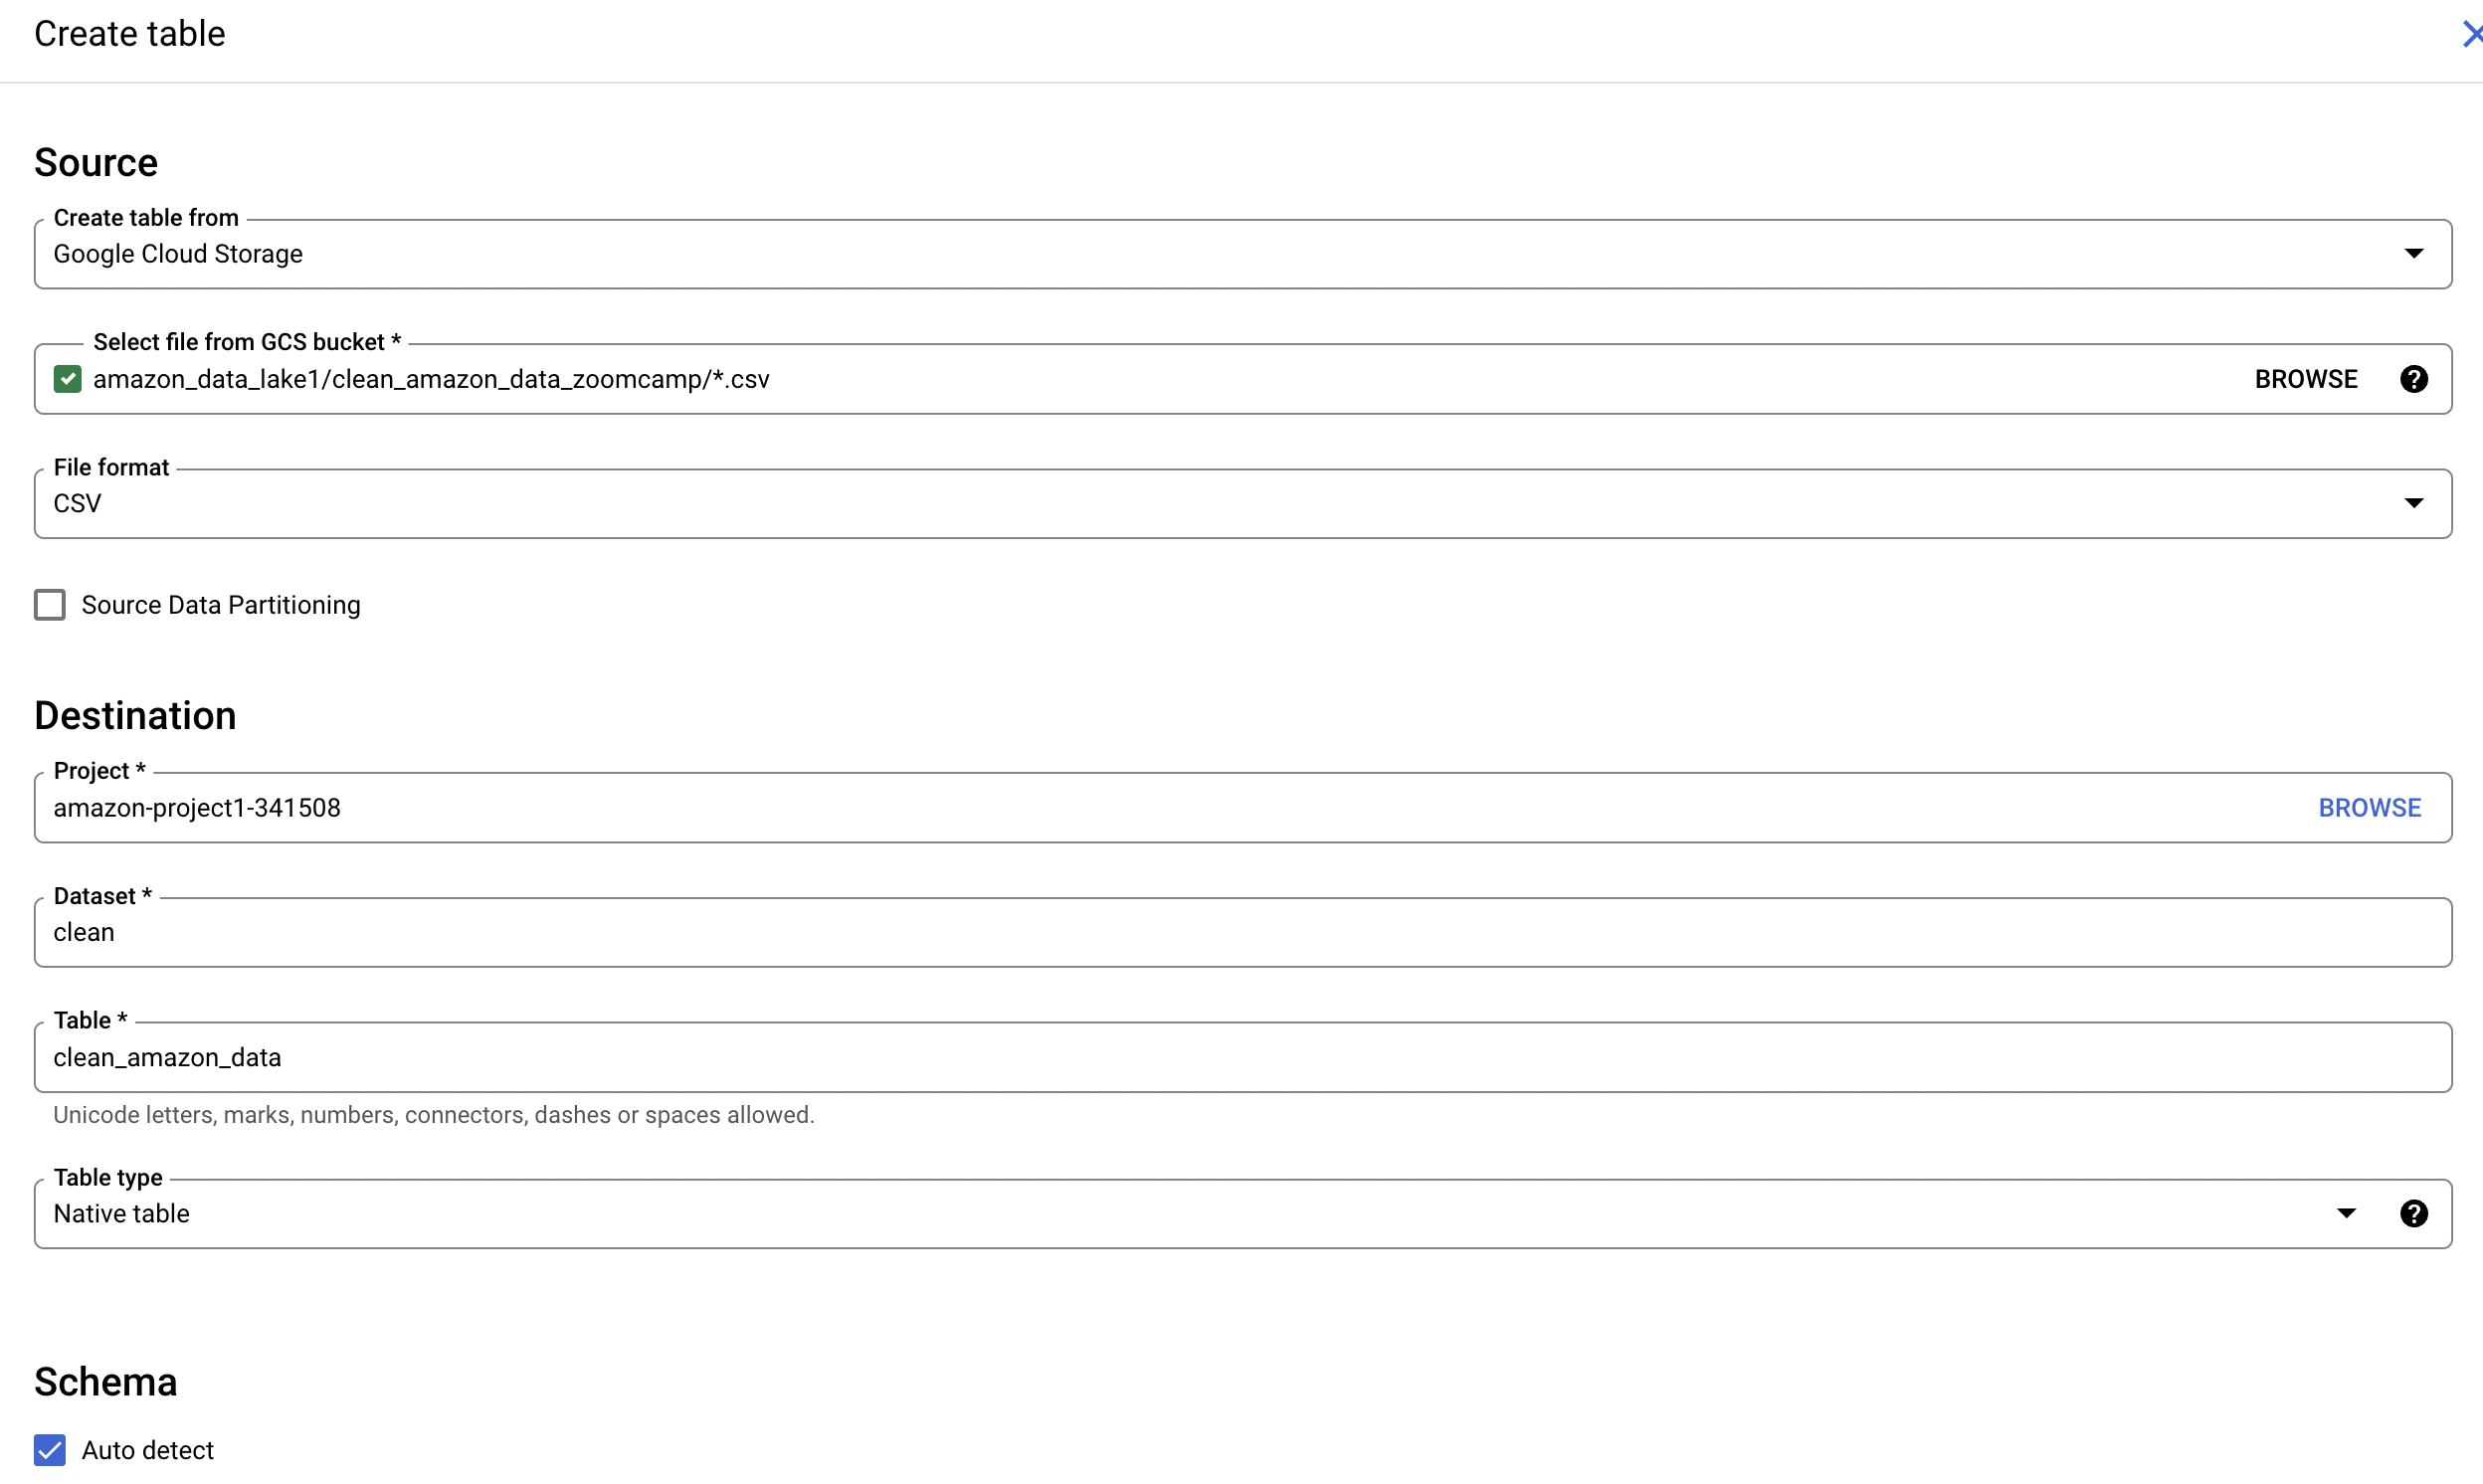 Create table
Source
Create table from
Google Cloud Storage
Select file from GCS bucket *
amazon_data_lake1/clean_amazon_data_zoomcamp/*.csv
BROWSE
File format
CSV
Source Data Partitioning
Destination
Project *
amazon-project1-341508
BROWSE
Dataset *
clean
Table *
clean_amazon_data
Unicode letters, marks, numbers, connectors, dashes or spaces allowed.
Table type
Native table
Schema
Auto detect